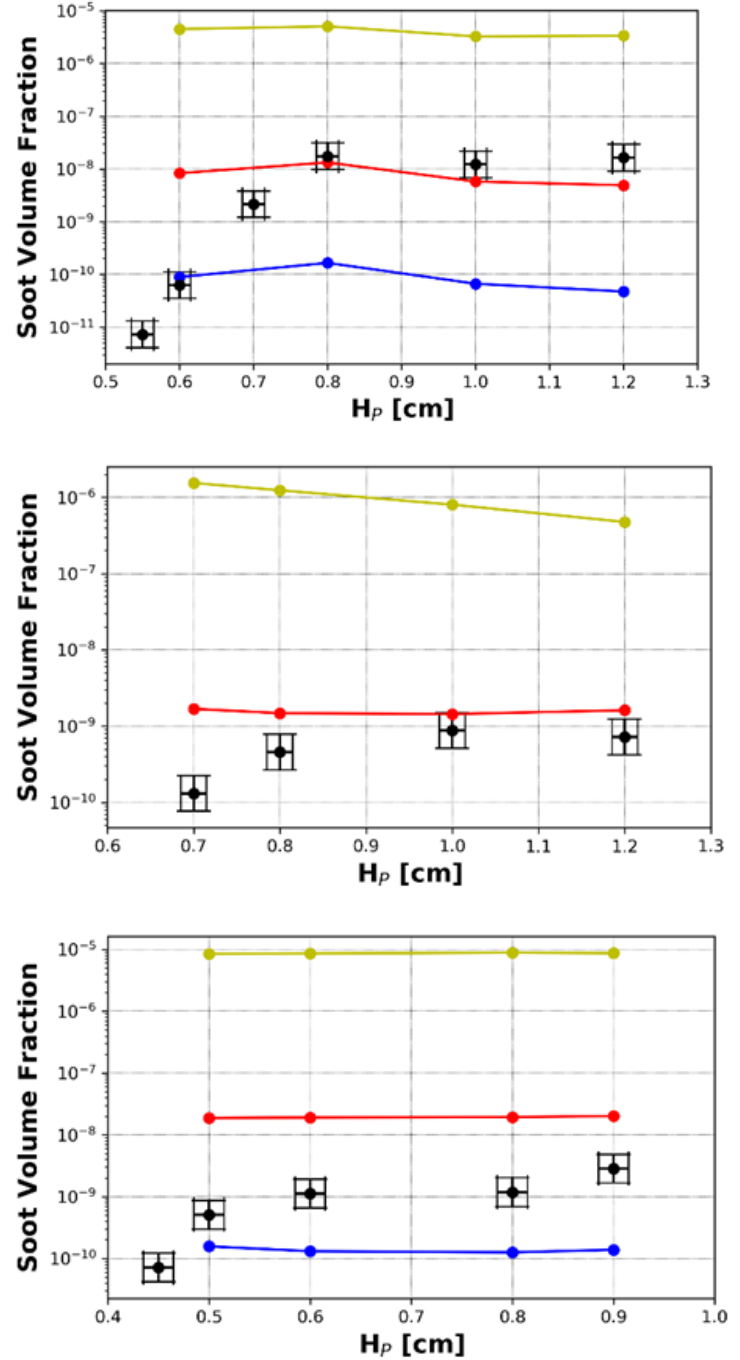 10⁻⁵
10⁻⁶
10⁻⁷
10⁻⁸
10⁻⁹
10⁻¹⁰
10⁻¹¹
Soot Volume Fraction
0.5 0.6 0.7 0.8 0.9 1.0 1.1 1.2 1.3
H_P [cm]
10⁻⁶
10⁻⁷
10⁻⁸
10⁻⁹
10⁻¹⁰
Soot Volume Fraction
0.6 0.7 0.8 0.9 1.0 1.1 1.2 1.3
H_P [cm]
10⁻⁵
10⁻⁶
10⁻⁷
10⁻⁸
10⁻⁹
10⁻¹⁰
Soot Volume Fraction
0.4 0.5 0.6 0.7 0.8 0.9 1.0
H_P [cm]